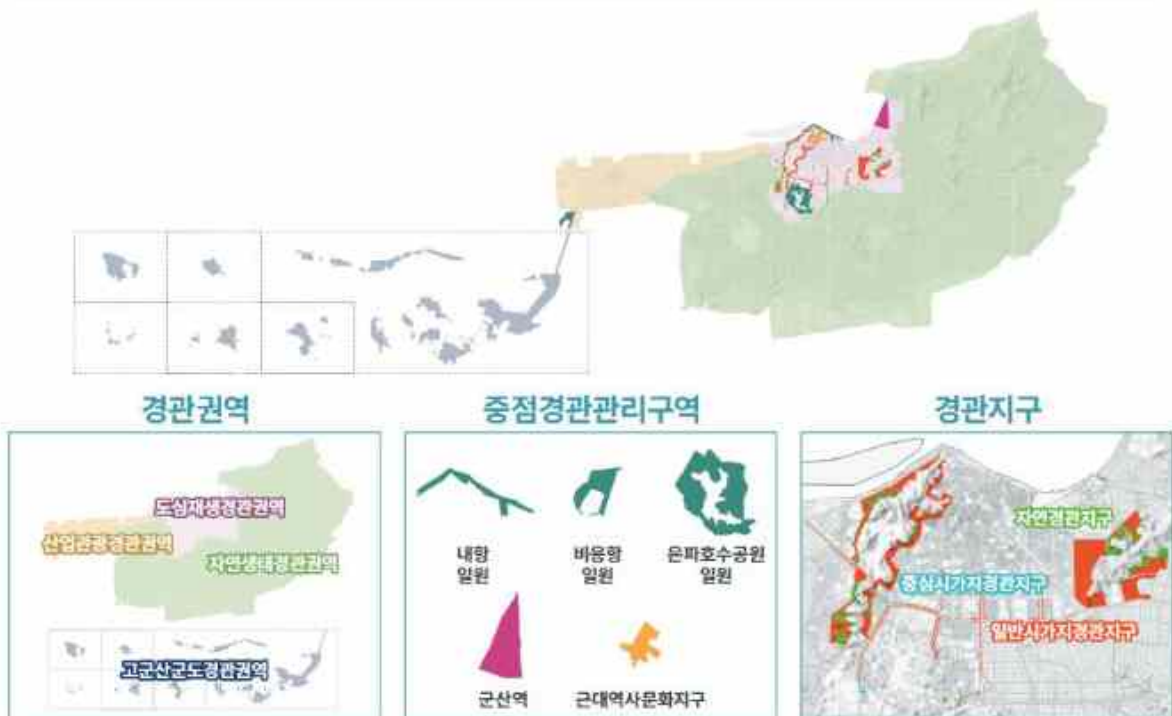 경관권역
중점경관관리구역
경관지구
도심재생경관권역
산업관광경관권역
자연생태경관권역
고군산군도경관권역
내항
일원
비응항
일원
은파호수공원
일원
군산역
근대역사문화지구
자연경관지구
중심시가지경관지구
일반시가지경관지구